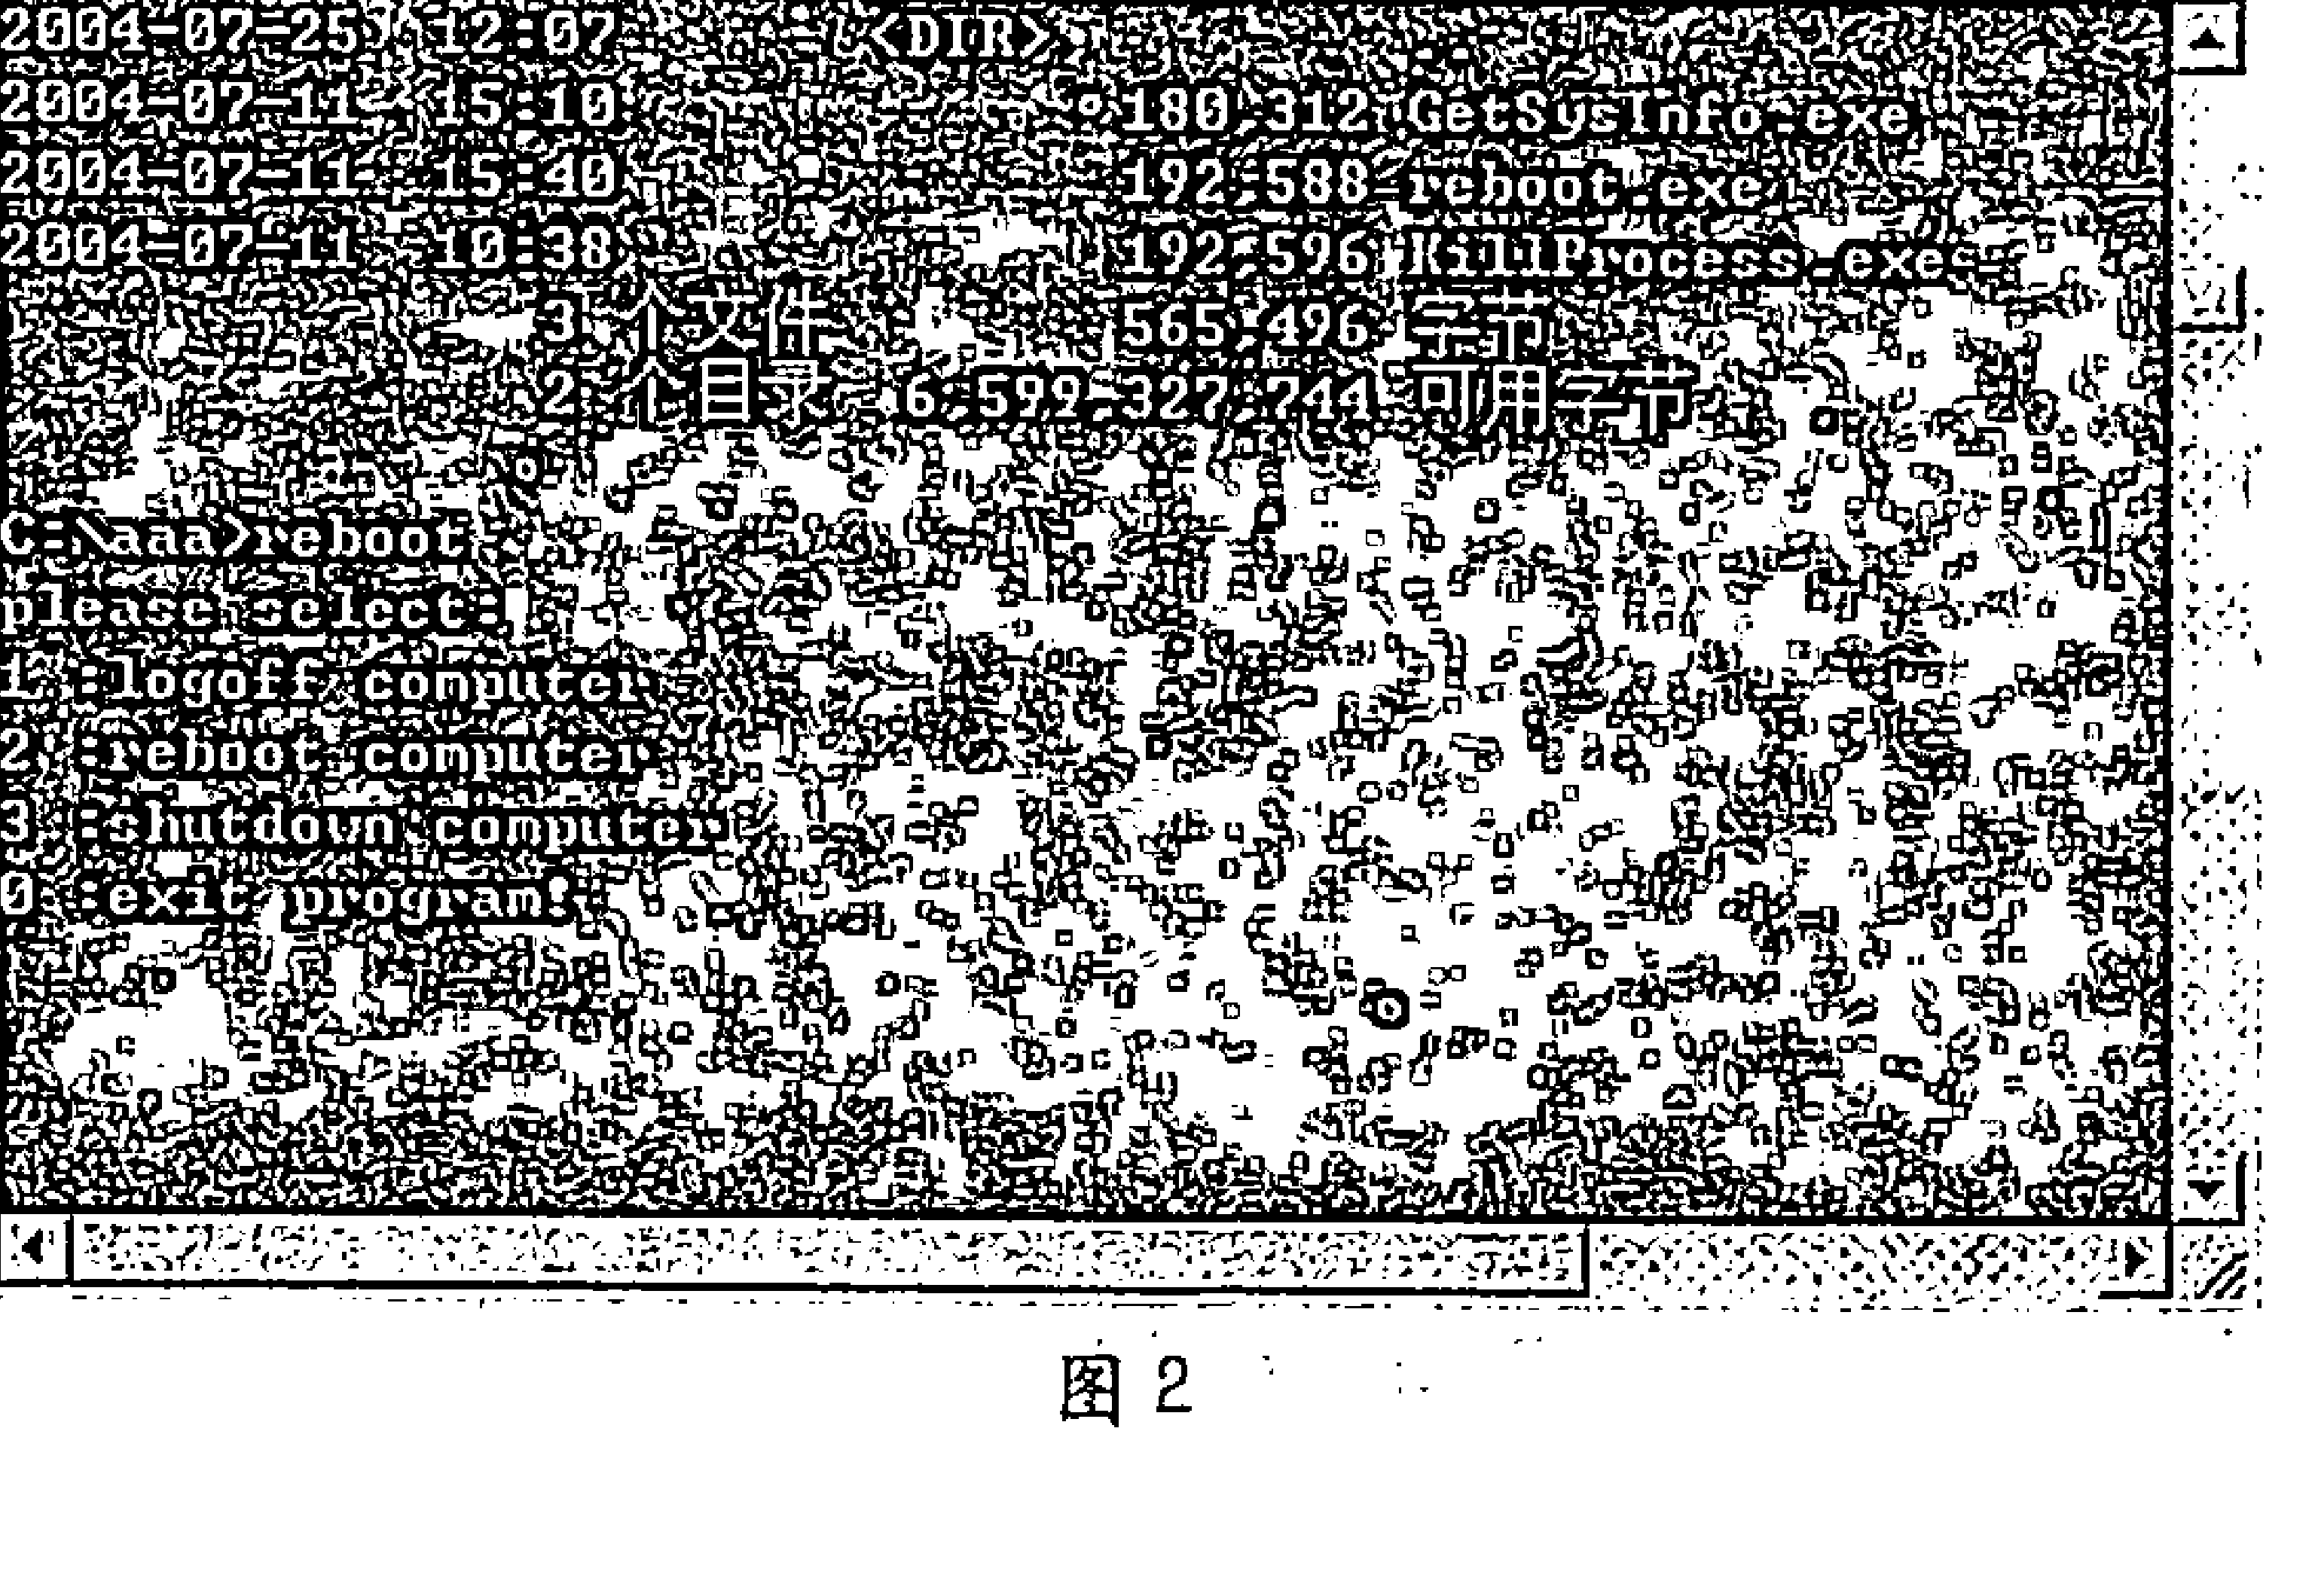 2004-07-25  12:07  <DIR>  ..
2004-07-11  15:10  180,312 GetSysInfo.exe
2004-07-11  15:40  192,588 reboot.exe
2004-07-11  10:38  192,596 KillProcess.exe
3 个文件  565,496 字节
2 个目录  6,599,327,744 可用字节
C:\aaa>reboot
please select:
1 :logoff computer
2 :reboot computer
3 :shutdown computer
0 :exit program!
图 2